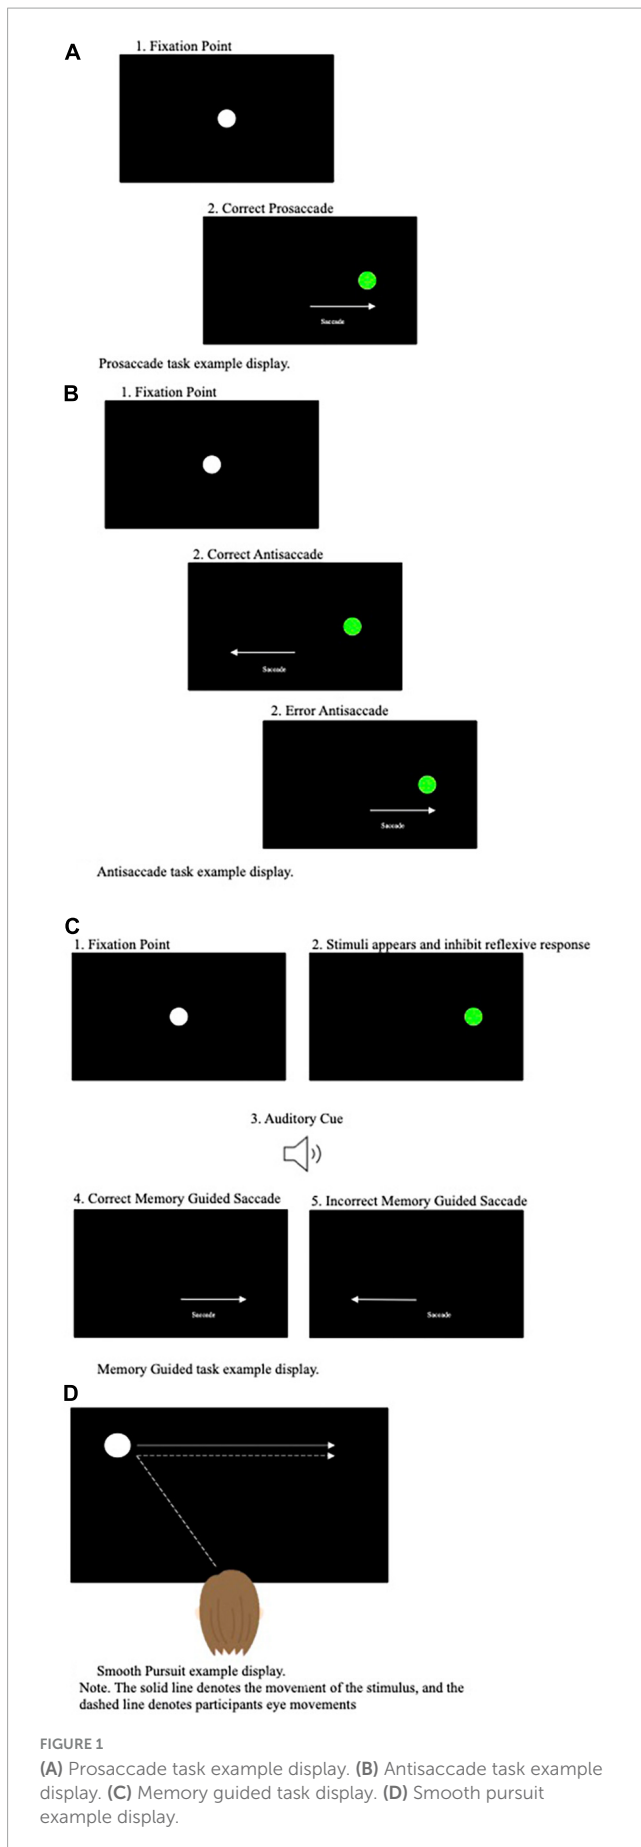 A
1. Fixation Point
2. Correct Prosaccade
Saccade
Prosaccade task example display.
B
1. Fixation Point
2. Correct Antisaccade
Saccade
2. Error Antisaccade
Saccade
Antisaccade task example display.
C
1. Fixation Point
2. Stimuli appears and inhibit reflexive response
3. Auditory Cue
4. Correct Memory Guided Saccade
5. Incorrect Memory Guided Saccade
Saccade
Saccade
Memory Guided task example display.
D
Smooth Pursuit example display.
Note. The solid line denotes the movement of the stimulus, and the
dashed line denotes participants eye movements
FIGURE 1
(A) Prosaccade task example display. (B) Antisaccade task example
display. (C) Memory guided task display. (D) Smooth pursuit
example display.